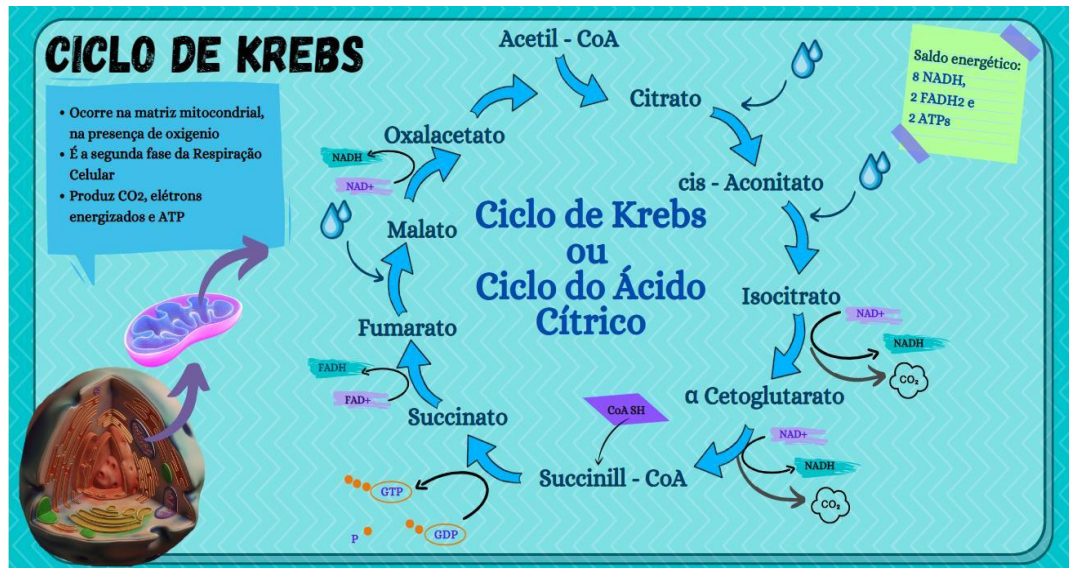 CICLO DE KREBS
• Ocorre na matriz mitocondrial,
na presença de oxigenio
• É a segunda fase da Respiração
Celular
• Produz CO2, elétrons
energizados e ATP
Saldo energético:
8 NADH,
2 FADH2 e
2 ATPs
Ciclo de Krebs
ou
Ciclo do Ácido
Cítrico
Acetil - CoA
Citrato
cis - Aconitato
Isocitrato
NAD+
NADH
CO₂
α Cetoglutarato
NAD+
NADH
CO₂
CoA SH
Succinill - CoA
GTP
GDP
P
Succinato
FAD+
FADH
Fumarato
Malato
NAD+
NADH
Oxalacetato